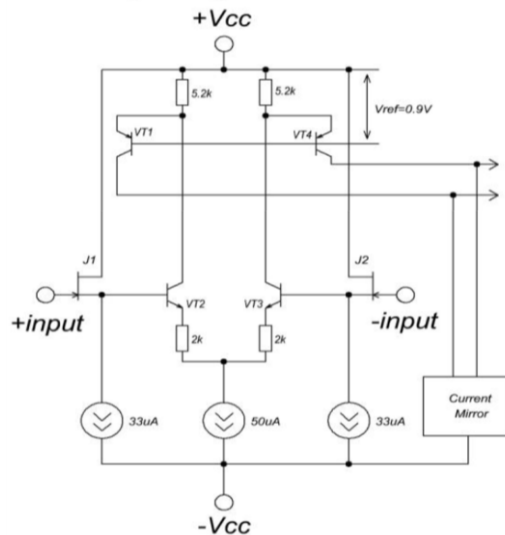 +Vcc
5.2k
5.2k
Vref=0.9V
VT1
VT4
J1
J2
+input
VT2
VT3
-input
2k
2k
33uA
50uA
33uA
Current
Mirror
-Vcc